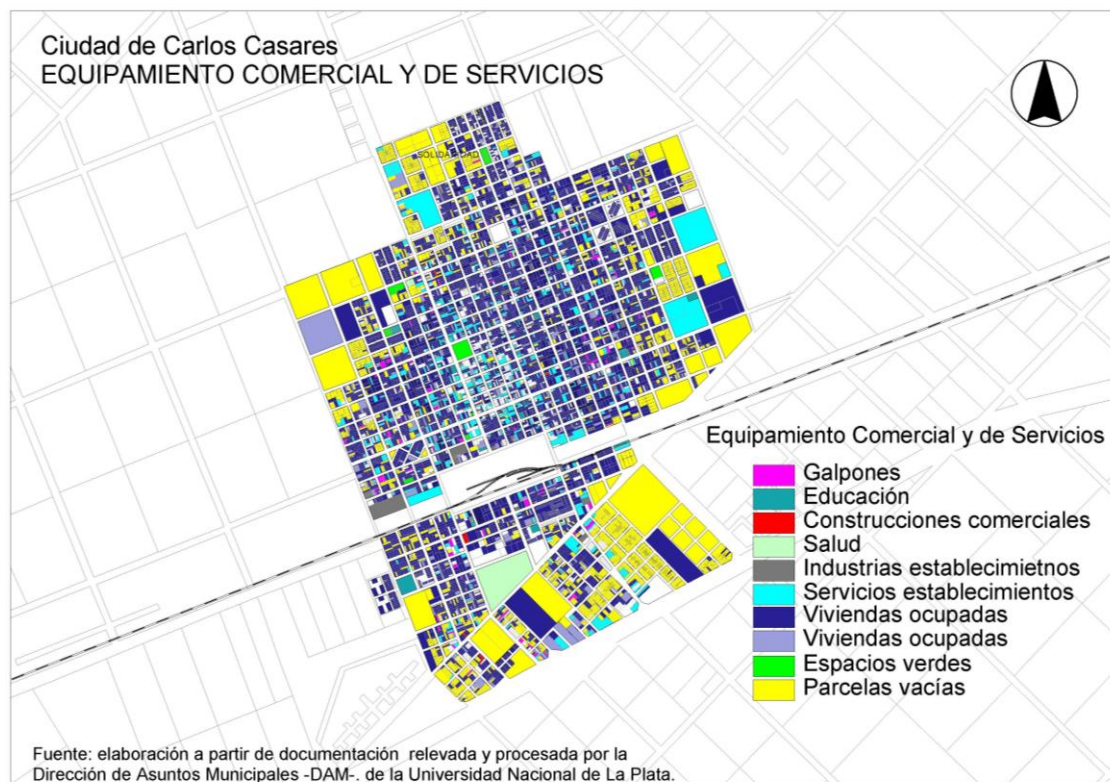 Ciudad de Carlos Casares
EQUIPAMIENTO COMERCIAL Y DE SERVICIOS
SOLIDARIDAD
Equipamiento Comercial y de Servicios
Galpones
Educación
Construcciones comerciales
Salud
Industrias establecimietnos
Servicios establecimientos
Viviendas ocupadas
Viviendas ocupadas
Espacios verdes
Parcelas vacías
Fuente: elaboración a partir de documentación relevada y procesada por la
Dirección de Asuntos Municipales -DAM-. de la Universidad Nacional de La Plata.